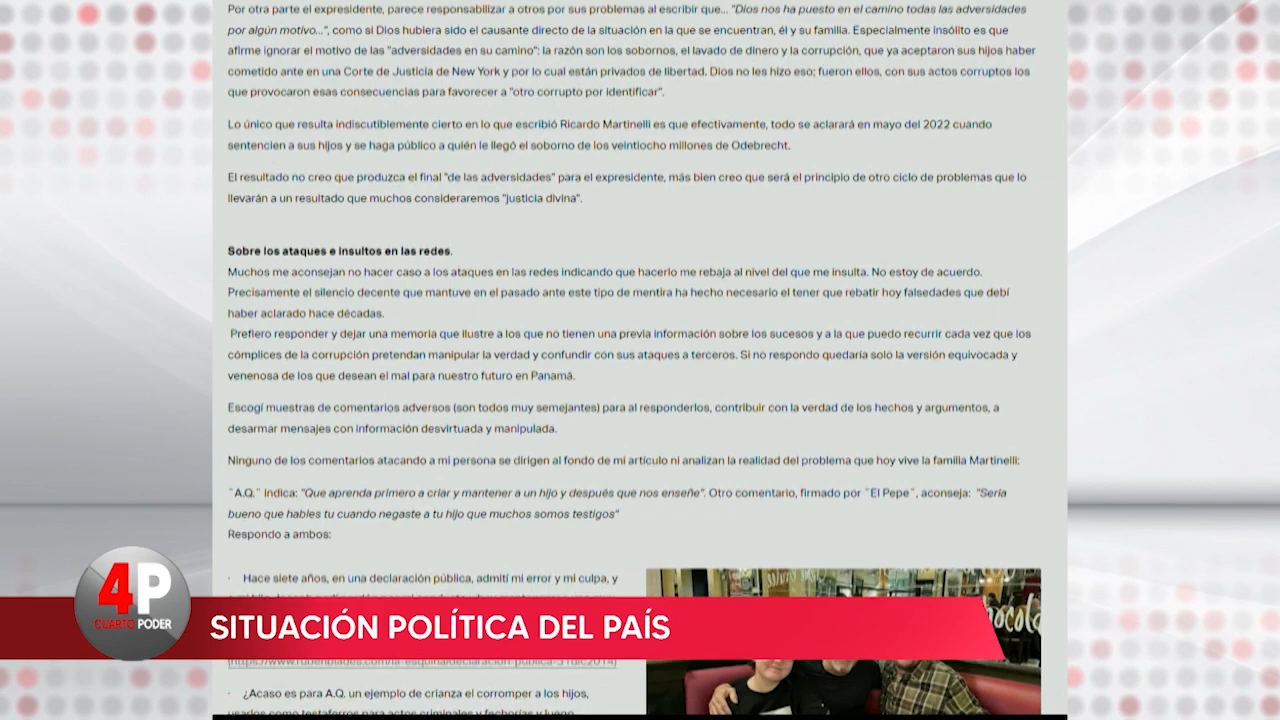 Por otra parte el expresidente, parece responsabilizar a otros por sus problemas al escribir que... "Dios nos ha puesto en el camino todas las adversidades
por algún motivo...", como si Dios hubiera sido el causante directo de la situación en la que se encuentran, él y su familia. Especialmente insólito es que
afirme ignorar el motivo de las "adversidades en su camino": la razón son los sobornos, el lavado de dinero y la corrupción, que ya aceptaron sus hijos haber
cometido ante en una Corte de Justicia de New York y por lo cual están privados de libertad. Dios no les hizo eso; fueron ellos, con sus actos corruptos los
que provocaron esas consecuencias para favorecer a "otro corrupto por identificar".
Lo único que resulta indiscutiblemente cierto en lo que escribió Ricardo Martinelli es que efectivamente, todo se aclarará en mayo del 2022 cuando
sentencien a sus hijos y se haga público a quién le llegó el soborno de los veintiocho millones de Odebrecht.
El resultado no creo que produzca el final "de las adversidades" para el expresidente, más bien creo que será el principio de otro ciclo de problemas que lo
llevarán a un resultado que muchos consideraremos "justicia divina".
Sobre los ataques e insultos en las redes.
Muchos me aconsejan no hacer caso a los ataques en las redes indicando que hacerlo me rebaja al nivel del que me insulta. No estoy de acuerdo.
Precisamente el silencio decente que mantuve en el pasado ante este tipo de mentira ha hecho necesario el tener que rebatir hoy falsedades que debí
haber aclarado hace décadas.
Prefiero responder y dejar una memoria que ilustre a los que no tienen una previa información sobre los sucesos y a la que puedo recurrir cada vez que los
cómplices de la corrupción pretendan manipular la verdad y confundir con sus ataques a terceros. Si no respondo quedaría solo la versión equivocada y
venenosa de los que desean el mal para nuestro futuro en Panamá.
Escogí muestras de comentarios adversos (son todos muy semejantes) para al responderlos, contribuir con la verdad de los hechos y argumentos, a
desarmar mensajes con información desvirtuada y manipulada.
Ninguno de los comentarios atacando a mi persona se dirigen al fondo de mi artículo ni analizan la realidad del problema que hoy vive la familia Martinelli:
¨A.Q.¨ indica: "Que aprenda primero a criar y mantener a un hijo y después que nos enseñe". Otro comentario, firmado por ¨El Pepe¨, aconseja: "Sería
bueno que hables tu cuando negaste a tu hijo que muchos somos testigos"
Respondo a ambos:
· Hace siete años, en una declaración pública, admití mi error y mi culpa, y
4P
CUARTO PODER
SITUACIÓN POLÍTICA DEL PAÍS
(https://www.rubenblades.com/la-esquina/declaracion-publica-31dic2014)
· ¿Acaso es para A.Q. un ejemplo de crianza el corromper a los hijos,
usados como testaferros para actos criminales y fechorías y luego